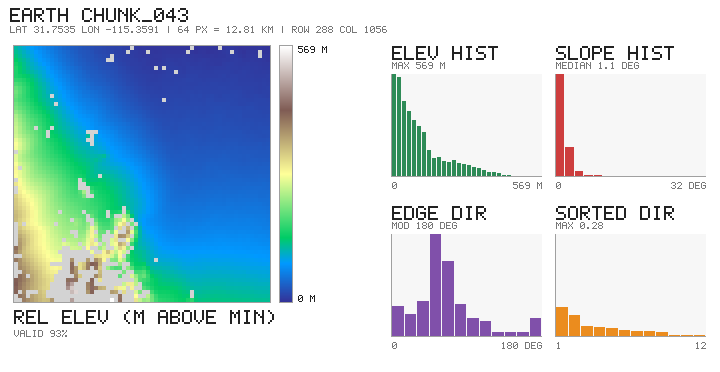 EARTH CHUNK_043
LAT 31.7535 LON -115.3591 | 64 PX = 12.81 KM | ROW 288 COL 1056
569 M
0 M
REL ELEV (M ABOVE MIN)
VALID 93%
ELEV HIST
MAX 569 M
0 569 M
SLOPE HIST
MEDIAN 1.1 DEG
0 32 DEG
EDGE DIR
MOD 180 DEG
0 180 DEG
SORTED DIR
MAX 0.28
1 12